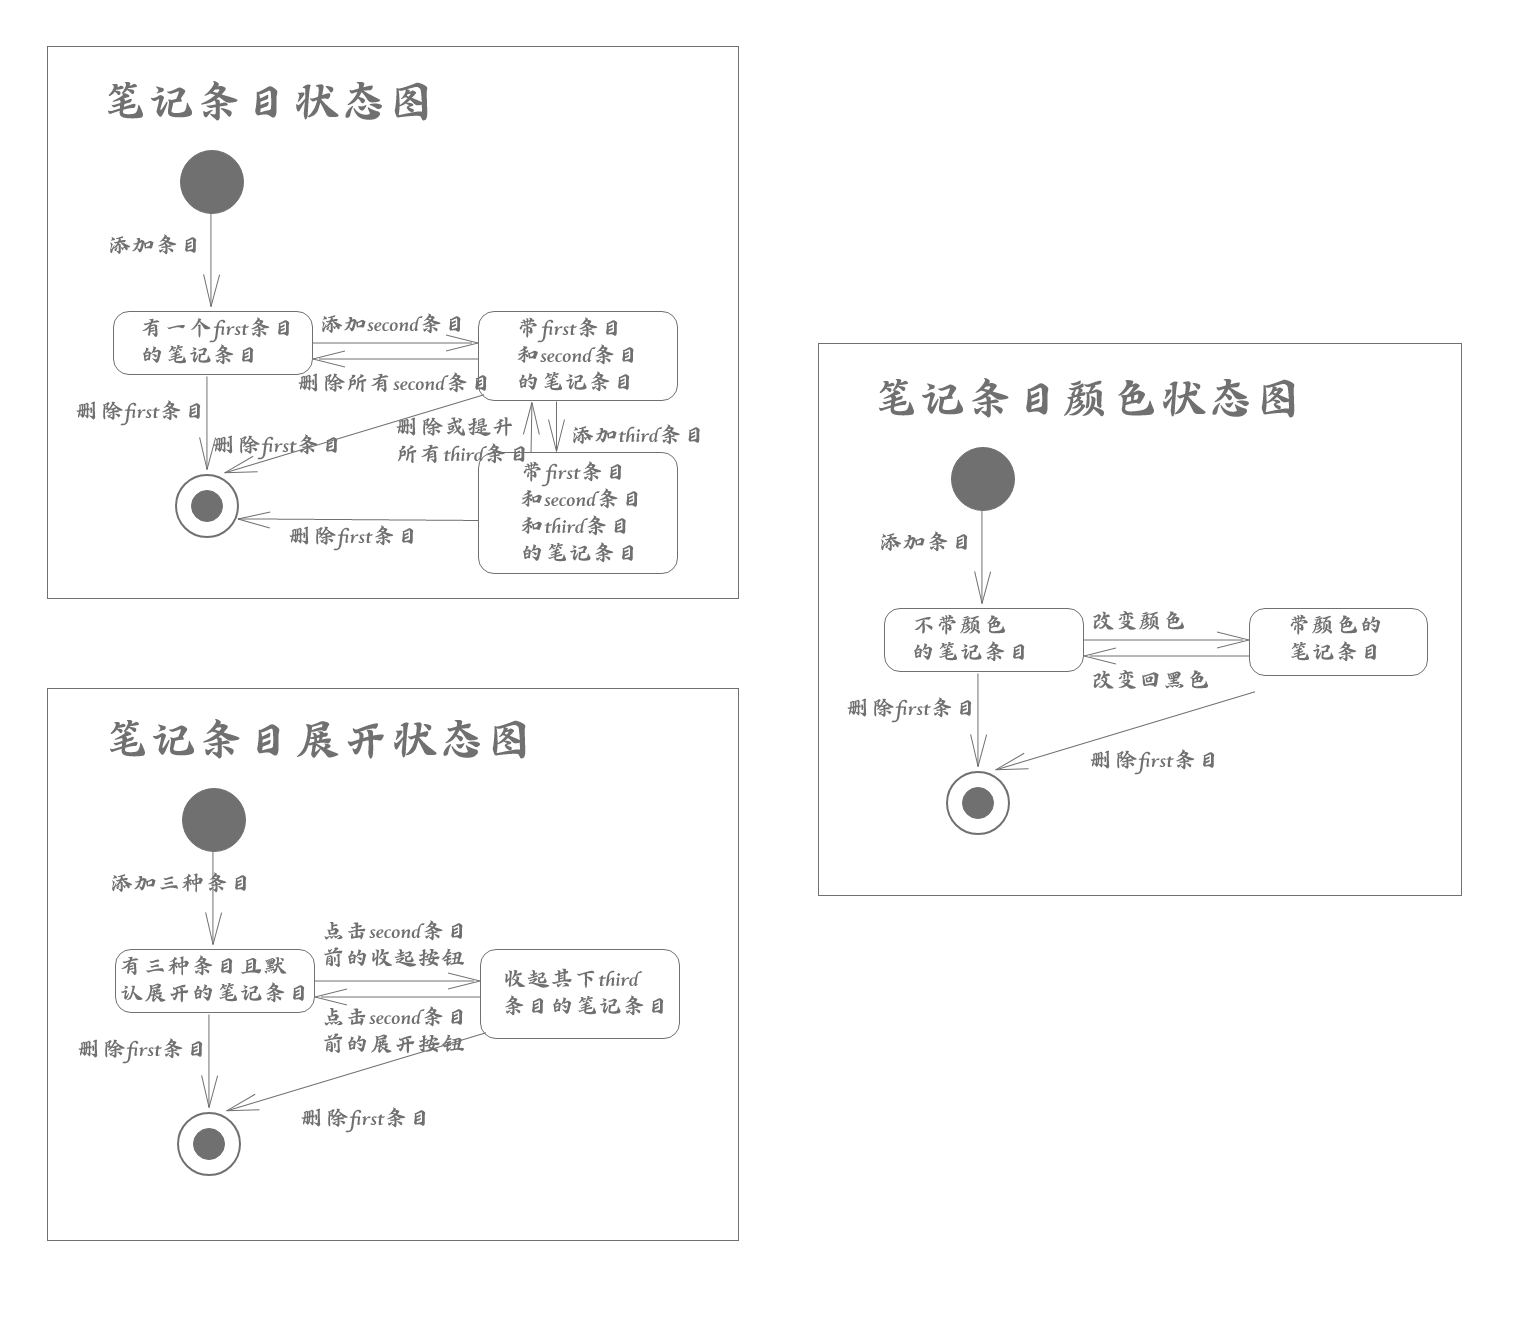 笔记条目状态图
添加条目
有一个first条目
的笔记条目
添加second条目
删除所有second条目
带first条目
和second条目
的笔记条目
删除first条目
删除first条目
删除或提升
所有third条目
添加third条目
带first条目
和second条目
和third条目
的笔记条目
删除first条目
笔记条目展开状态图
添加三种条目
有三种条目且默
认展开的笔记条目
点击second条目
前的收起按钮
点击second条目
前的展开按钮
收起其下third
条目的笔记条目
删除first条目
删除first条目
笔记条目颜色状态图
添加条目
不带颜色
的笔记条目
改变颜色
改变回黑色
带颜色的
笔记条目
删除first条目
删除first条目